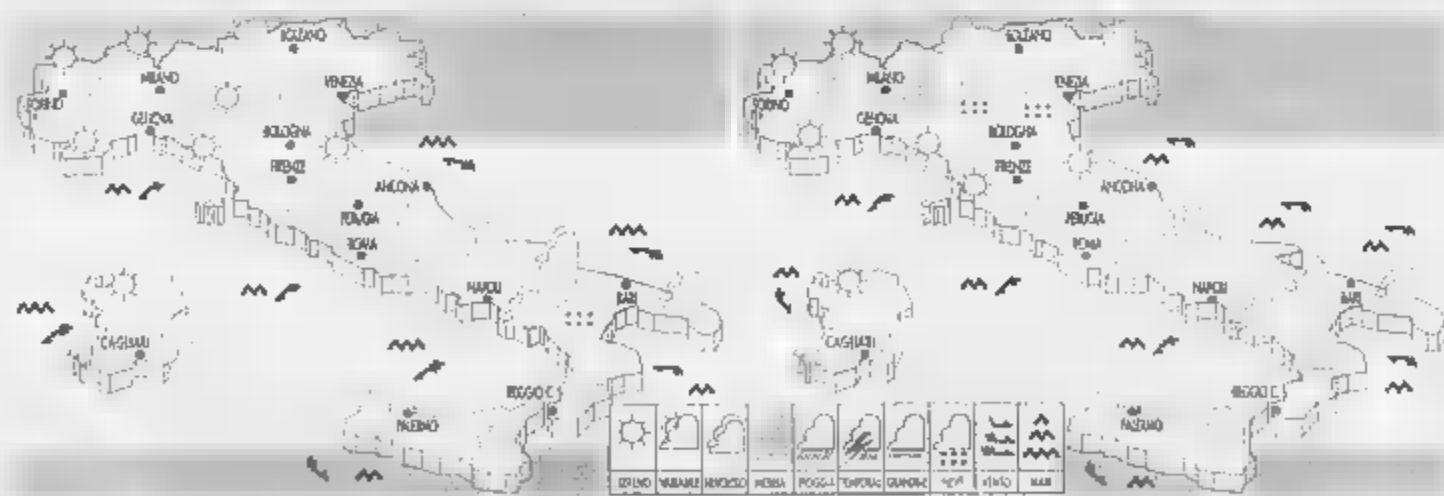 BOLZANO
MILANO
VENEZIA
TORINO
GENOVA
BOLOGNA
FIRENZE
ANCONA
PERUGIA
ROMA
NAPOLI
BARI
CAGLIARI
REGGIO C.
PALERMO
BOLZANO
MILANO
VENEZIA
TORINO
GENOVA
BOLOGNA
FIRENZE
ANCONA
PERUGIA
ROMA
NAPOLI
BARI
CAGLIARI
REGGIO C.
PALERMO
SERENO VARIABILE NUVOLOSO NEBBIA PIOGGIA TEMPORALE GRANDINE NEVE VENTO MARI